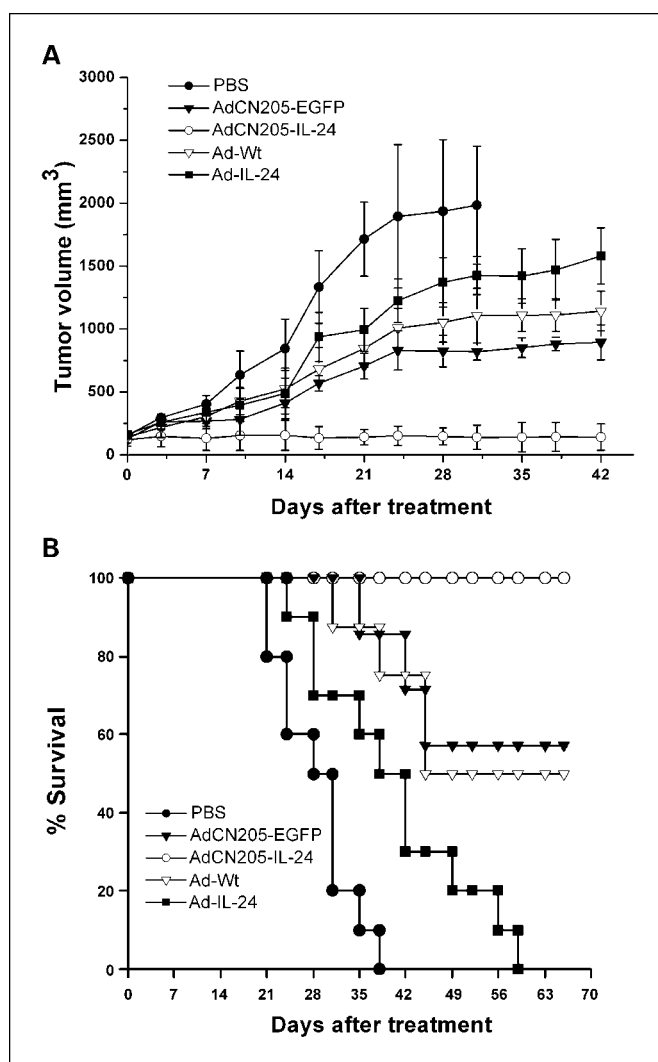 A
3000
2500
2000
1500
1000
500
0
Tumor volume (mm3)
PBS
AdCN205-EGFP
AdCN205-IL-24
Ad-Wt
Ad-IL-24
0 7 14 21 28 35 42
Days after treatment
B
100
80
60
40
20
0
% Survival
PBS
AdCN205-EGFP
AdCN205-IL-24
Ad-Wt
Ad-IL-24
0 7 14 21 28 35 42 49 56 63 70
Days after treatment